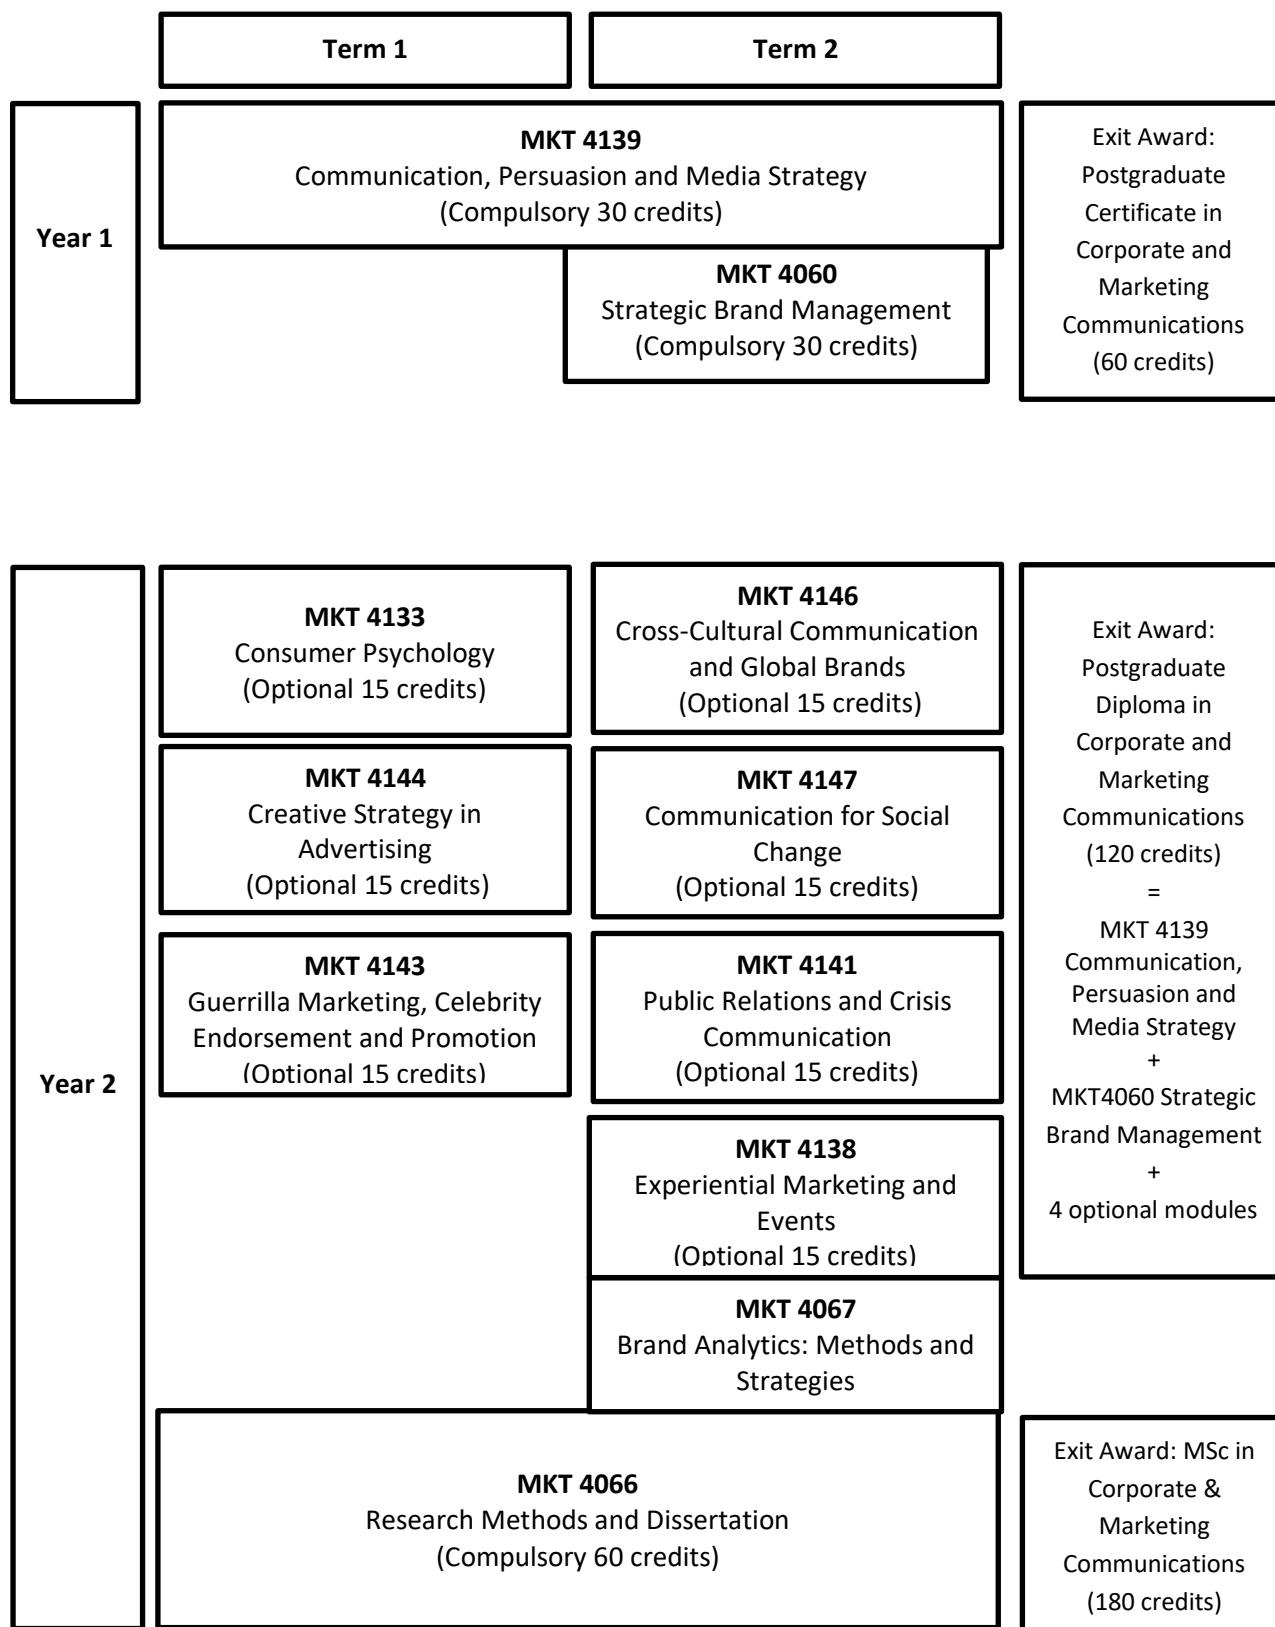 Term 1
Term 2
Year 1
MKT 4139
Communication, Persuasion and Media Strategy
(Compulsory 30 credits)
MKT 4060
Strategic Brand Management
(Compulsory 30 credits)
Exit Award:
Postgraduate
Certificate in
Corporate and
Marketing
Communications
(60 credits)
Year 2
MKT 4133
Consumer Psychology
(Optional 15 credits)
MKT 4146
Cross-Cultural Communication
and Global Brands
(Optional 15 credits)
MKT 4144
Creative Strategy in
Advertising
(Optional 15 credits)
MKT 4147
Communication for Social
Change
(Optional 15 credits)
MKT 4143
Guerrilla Marketing, Celebrity
Endorsement and Promotion
(Optional 15 credits)
MKT 4141
Public Relations and Crisis
Communication
(Optional 15 credits)
MKT 4138
Experiential Marketing and
Events
(Optional 15 credits)
MKT 4067
Brand Analytics: Methods and
Strategies
Exit Award:
Postgraduate
Diploma in
Corporate and
Marketing
Communications
(120 credits)
=
MKT 4139
Communication,
Persuasion and
Media Strategy
+
MKT4060 Strategic
Brand Management
+
4 optional modules
MKT 4066
Research Methods and Dissertation
(Compulsory 60 credits)
Exit Award: MSc in
Corporate &
Marketing
Communications
(180 credits)